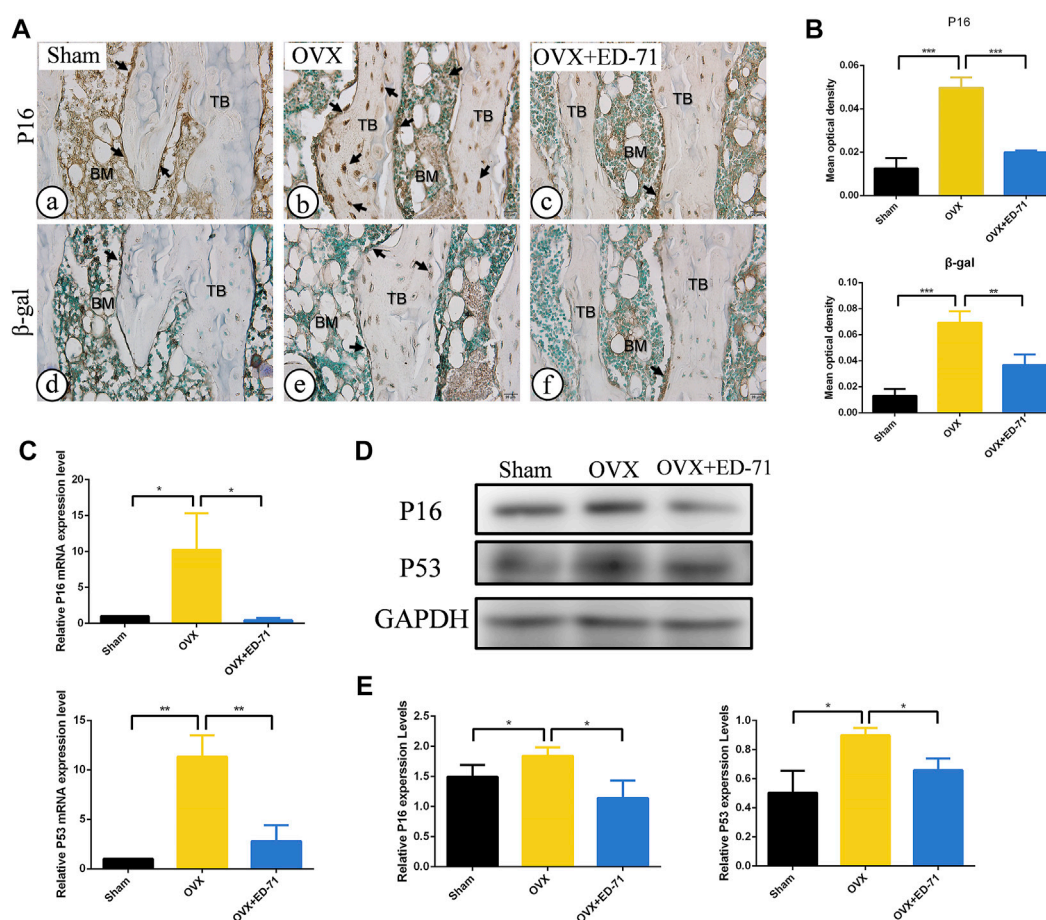 A
Sham
OVX
OVX+ED-71
P16
TB
BM
a
TB
BM
TB
b
TB
BM
TB
c
β-gal
BM
TB
d
TB
BM
e
TB
BM
TB
f
B
P16
Mean optical density
0.06
0.04
0.02
0.00
***
***
Sham
OVX
OVX+ED-71
β-gal
Mean optical density
0.10
0.08
0.06
0.04
0.02
0.00
***
**
Sham
OVX
OVX+ED-71
C
Relative P16 mRNA expression level
20
15
10
5
0
*
*
Sham
OVX
OVX+ED-71
Relative P53 mRNA expression level
15
10
5
0
**
**
Sham
OVX
OVX+ED-71
D
Sham
OVX
OVX+ED-71
P16
P53
GAPDH
E
Relative P16 experssion Levels
2.5
2.0
1.5
1.0
0.5
0.0
*
*
Sham
OVX
OVX+ED-71
Relative P53 experssion Levels
1.0
0.8
0.6
0.4
0.2
0.0
*
*
Sham
OVX
OVX+ED-71